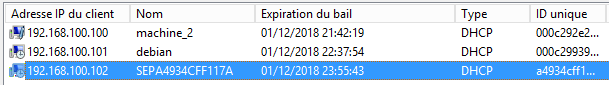 Adresse IP du client Nom Expiration du bail Type ID unique
192.168.100.100 machine_2 01/12/2018 21:42:19 DHCP 000c292e2...
192.168.100.101 debian 01/12/2018 22:37:54 DHCP 000c29939...
192.168.100.102 SEPA4934CFF117A 01/12/2018 23:55:43 DHCP a4934cff1...